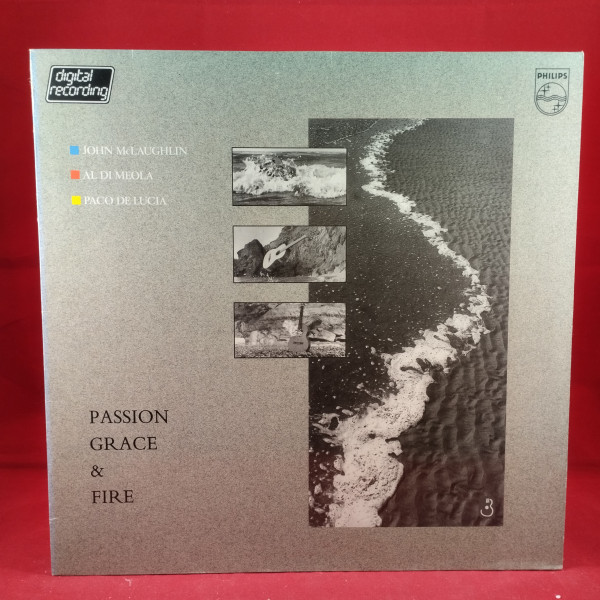 digital
recording
PHILIPS
JOHN McLAUGHLIN
AL DI MEOLA
PACO DE LUCIA
PASSION
GRACE
&
FIRE